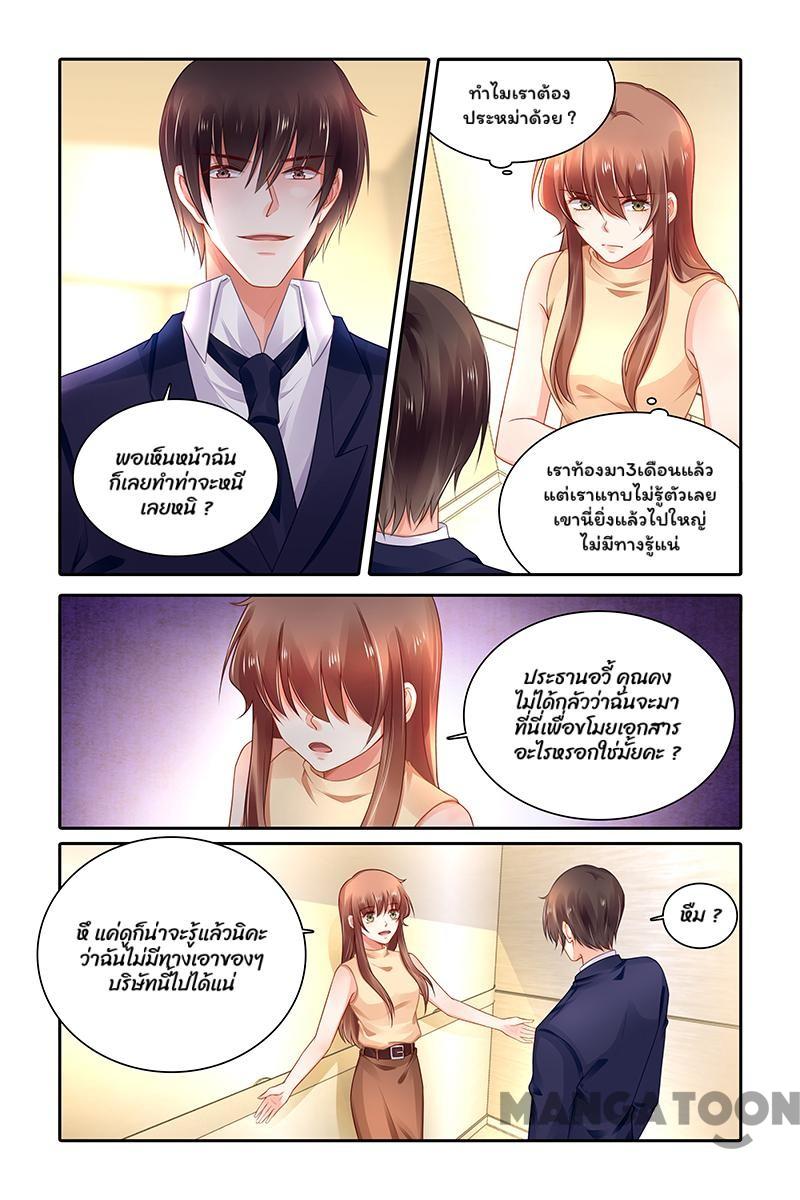 พอเห็นหน้าฉัน
ก็เลยทำท่าจะหนี
เลยหนิ ?
ทำไมเราต้อง
ประหม่าด้วย ?
เราท้องมา3เดือนแล้ว
แต่เราแทบไม่รู้ตัวเลย
เขานี่ยิ่งแล้วไปใหญ่
ไม่มีทางรู้แน่
ประธานอวี้ คุณคง
ไม่ได้กลัวว่าฉันจะมา
ที่นี่เพื่อขโมยเอกสาร
อะไรหรอกใช่มั้ยคะ ?
หึ แค่ดูก็น่าจะรู้แล้วนิคะ
ว่าฉันไม่มีทางเอาของๆ
บริษัทนี้ไปได้แน่
หืม ?
MANGATOON